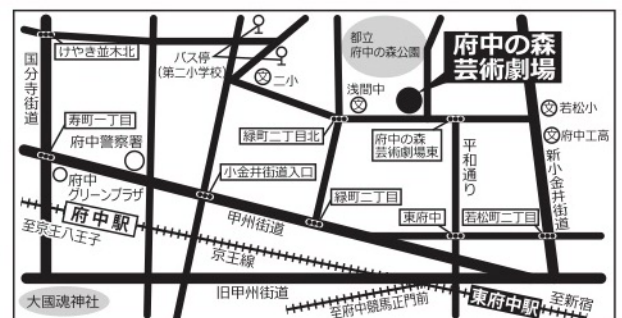 けやき並木北
国分寺街道
バス停
(第二小学校)
二小
都立
府中の森公園
府中の森
芸術劇場
浅間中
若松小
府中工高
寿町一丁目
府中警察署
緑町二丁目北
府中の森
芸術劇場東
平和通り
新小金井街道
府中
グリーンプラザ
小金井街道入口
緑町二丁目
東府中
若松町二丁目
府中駅
至京王八王子
甲州街道
京王線
旧甲州街道
大國魂神社
至府中競馬正門前
東府中駅
至新宿